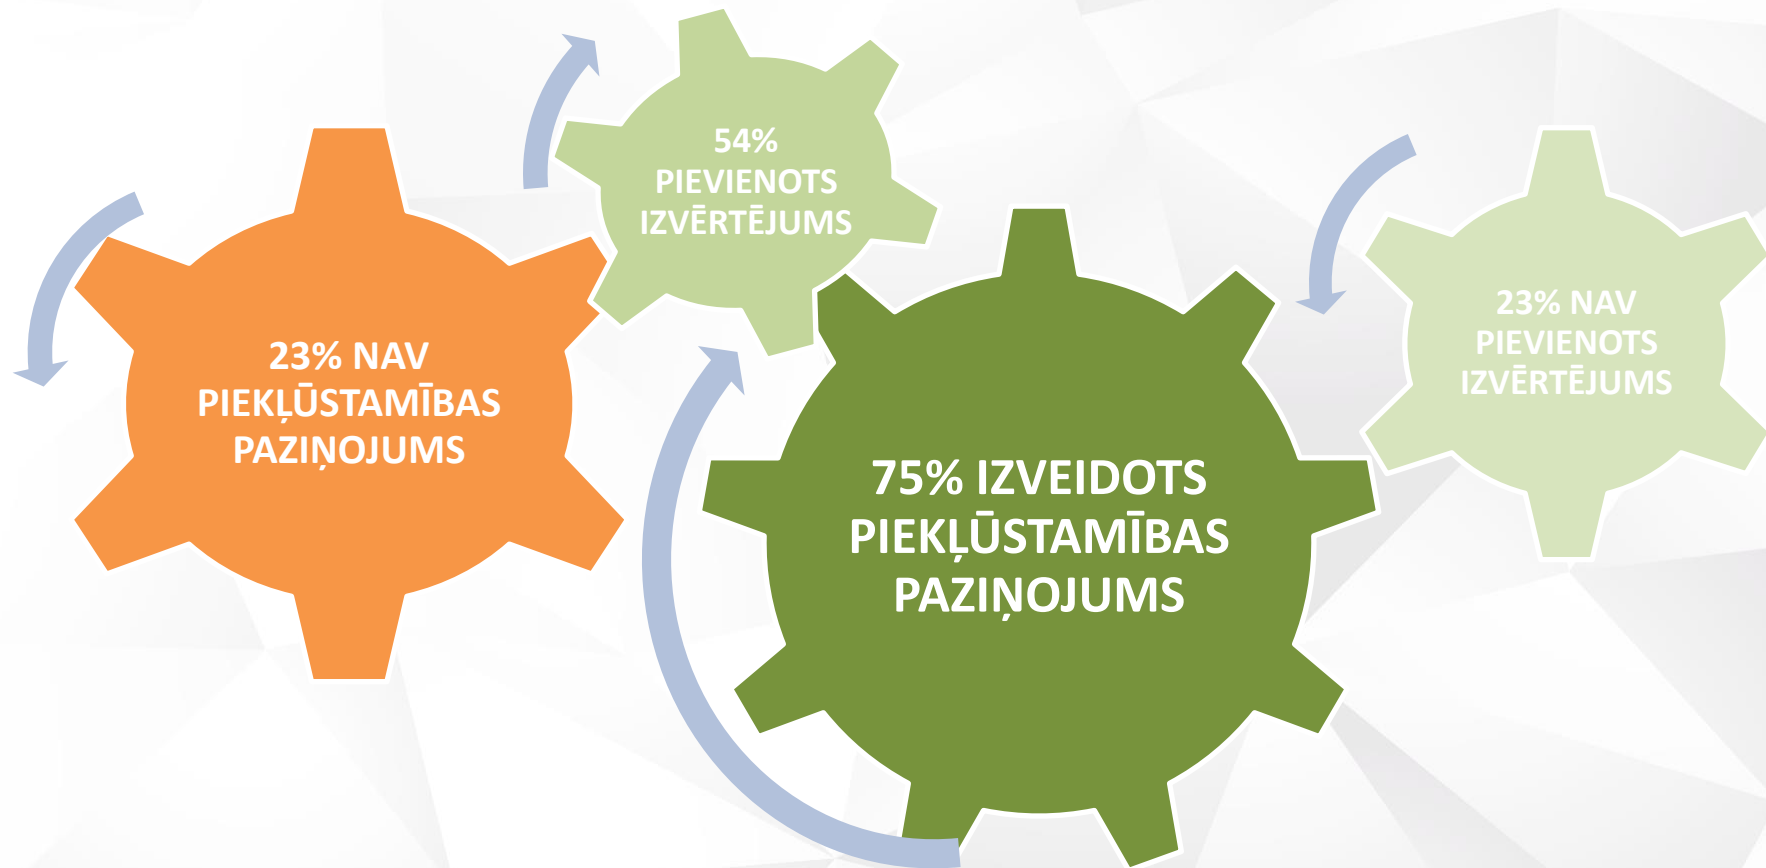 54%
PIEVIENOTS
IZVĒRTĒJUMS
23% NAV
PIEKĻŪSTAMĪBAS
PAZIŅOJUMS
75% IZVEIDOTS
PIEKĻŪSTAMĪBAS
PAZIŅOJUMS
23% NAV
PIEVIENOTS
IZVĒRTĒJUMS